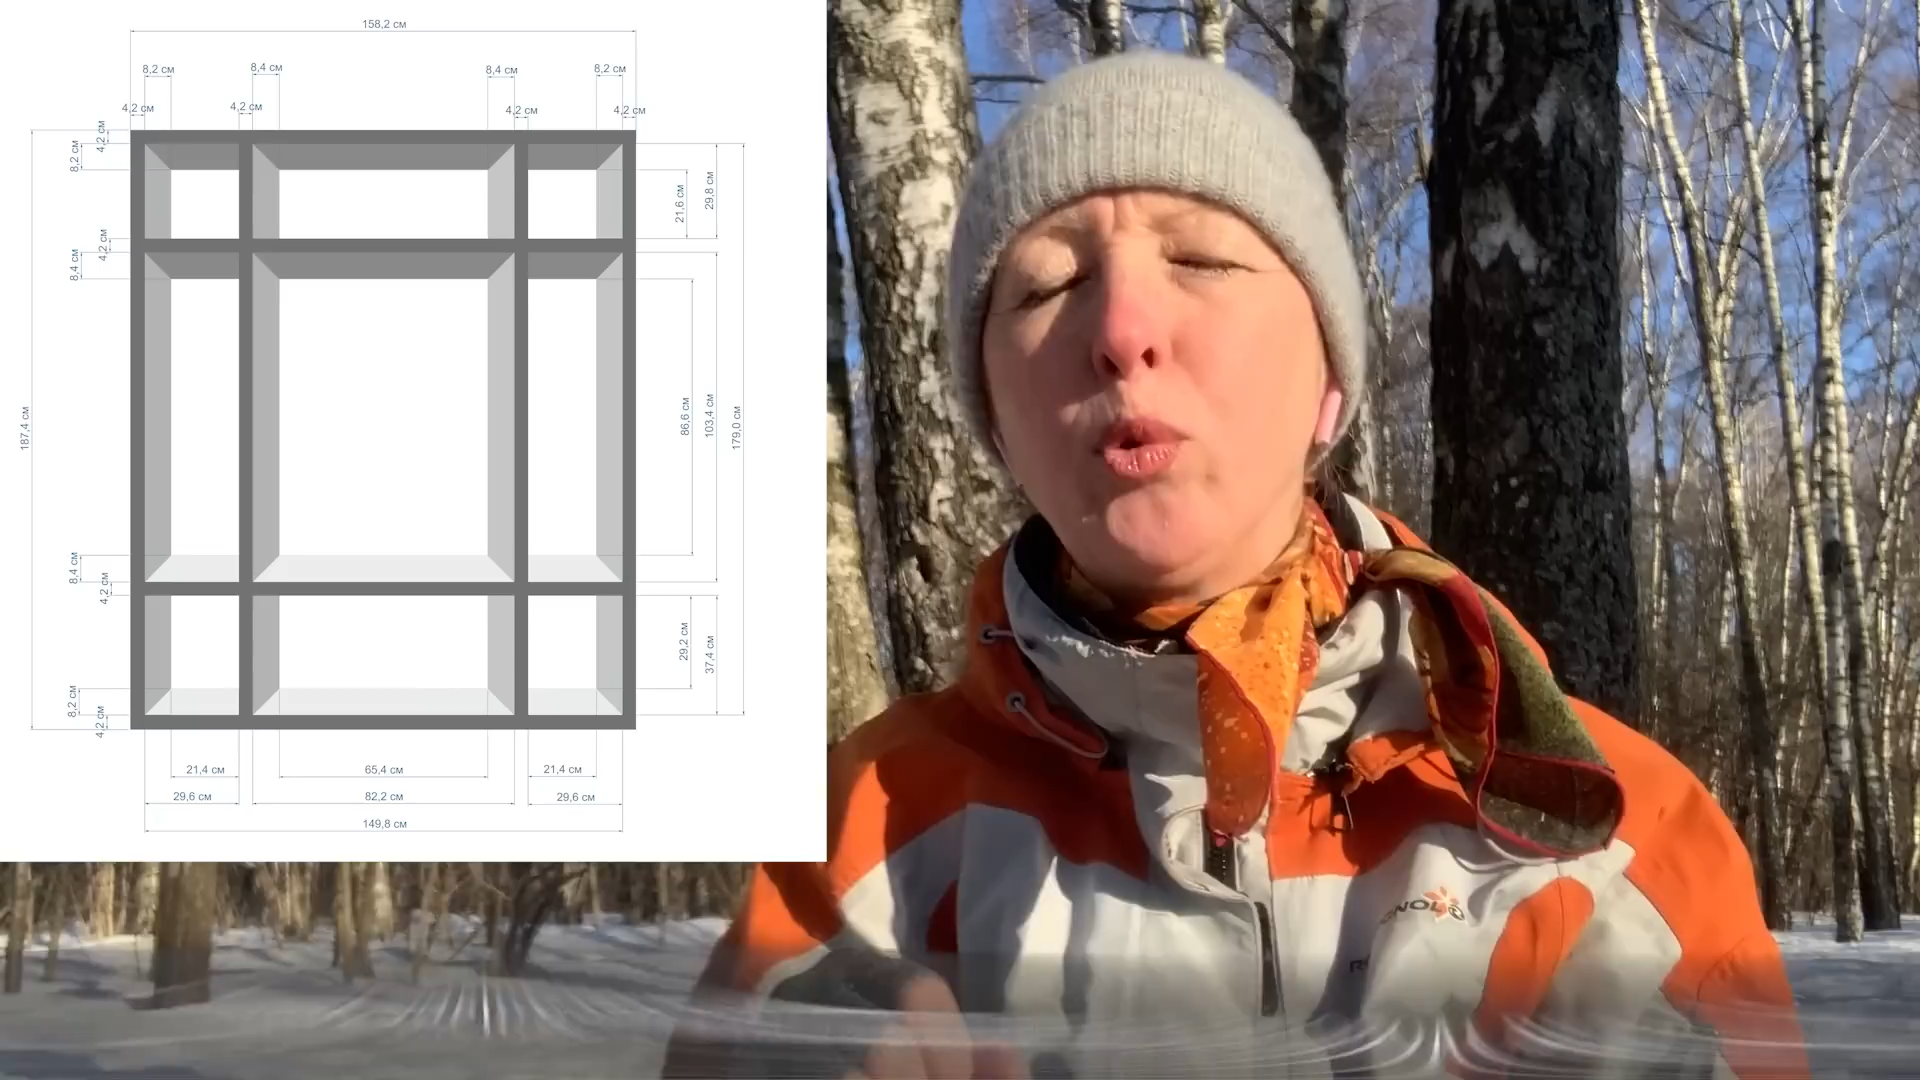 158,2 см
8,2 см
8,4 см
8,4 см
8,2 см
4,2 см
4,2 см
4,2 см
4,2 см
4,2 см
8,2 см
4,2 см
8,4 см
187,4 см
8,4 см
4,2 см
8,2 см
4,2 см
21,6 см
29,8 см
86,6 см
103,4 см
179,0 см
29,2 см
37,4 см
21,4 см
65,4 см
21,4 см
29,6 см
82,2 см
29,6 см
149,8 см